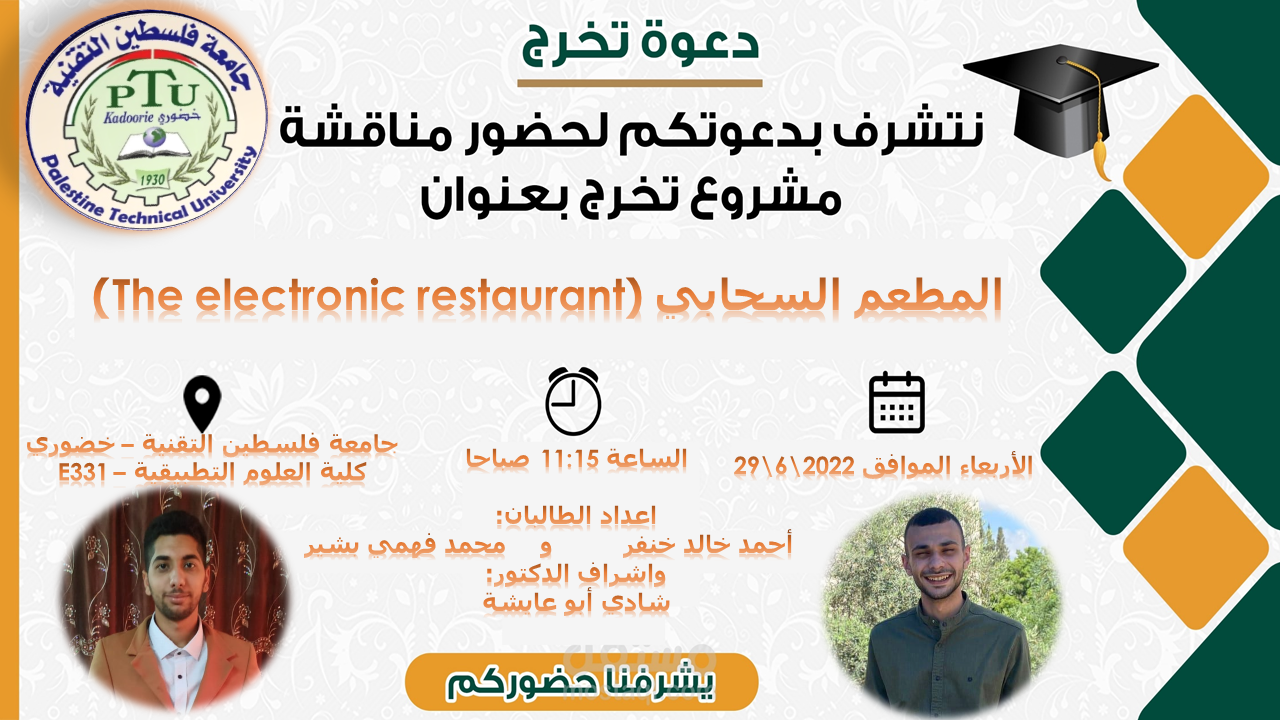 دعوة تخرج
جامعة فلسطين التقنية
PTU
Kadoorie خضوري
1930
Palestine Technical University
نتشرف بدعوتكم لحضور مناقشة
مشروع تخرج بعنوان
المطعم السحابي (The electronic restaurant)
الأربعاء الموافق 2022\6\29
الساعة 11:15 صباحا
جامعة فلسطين التقنية – خضوري
كلية العلوم التطبيقية – E331
اعداد الطالبان:
أحمد خالد خنفر و محمد فهمي بشير
واشراف الدكتور:
شادي أبو عايشة
يشرفنا حضوركم
مستقل